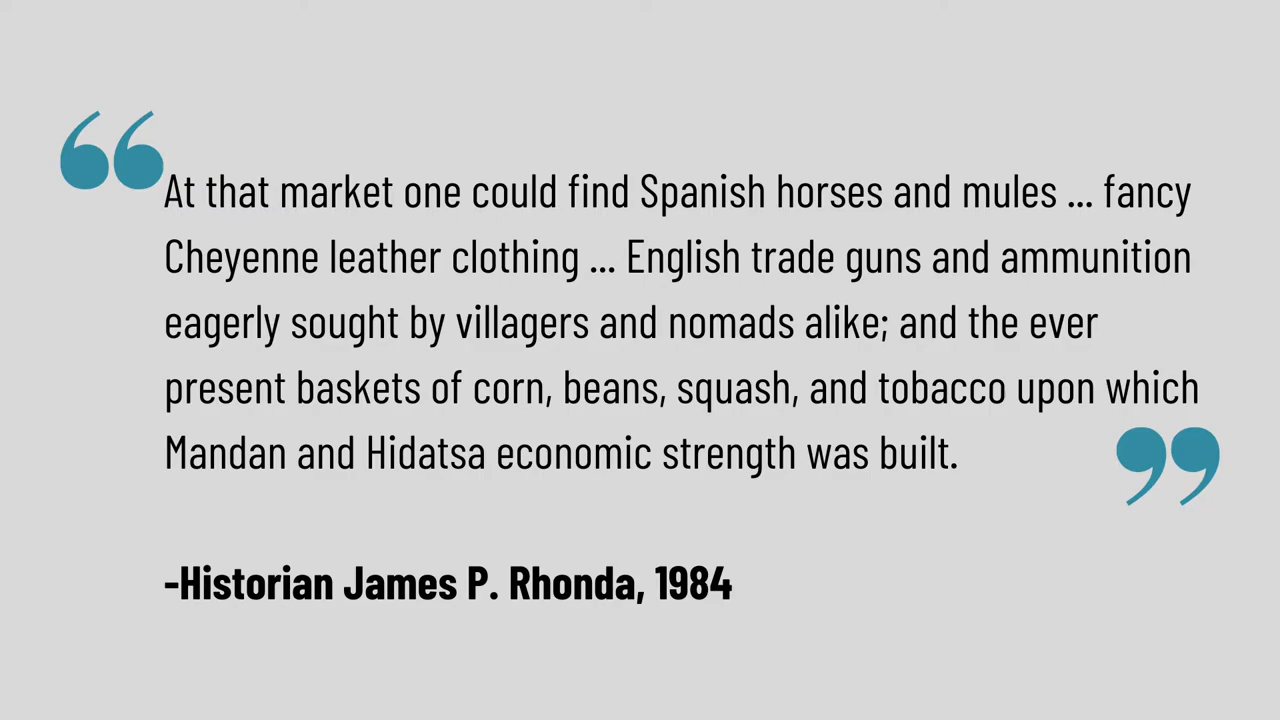 “At that market one could find Spanish horses and mules ... fancy
Cheyenne leather clothing ... English trade guns and ammunition
eagerly sought by villagers and nomads alike; and the ever
present baskets of corn, beans, squash, and tobacco upon which
Mandan and Hidatsa economic strength was built.”
-Historian James P. Rhonda, 1984